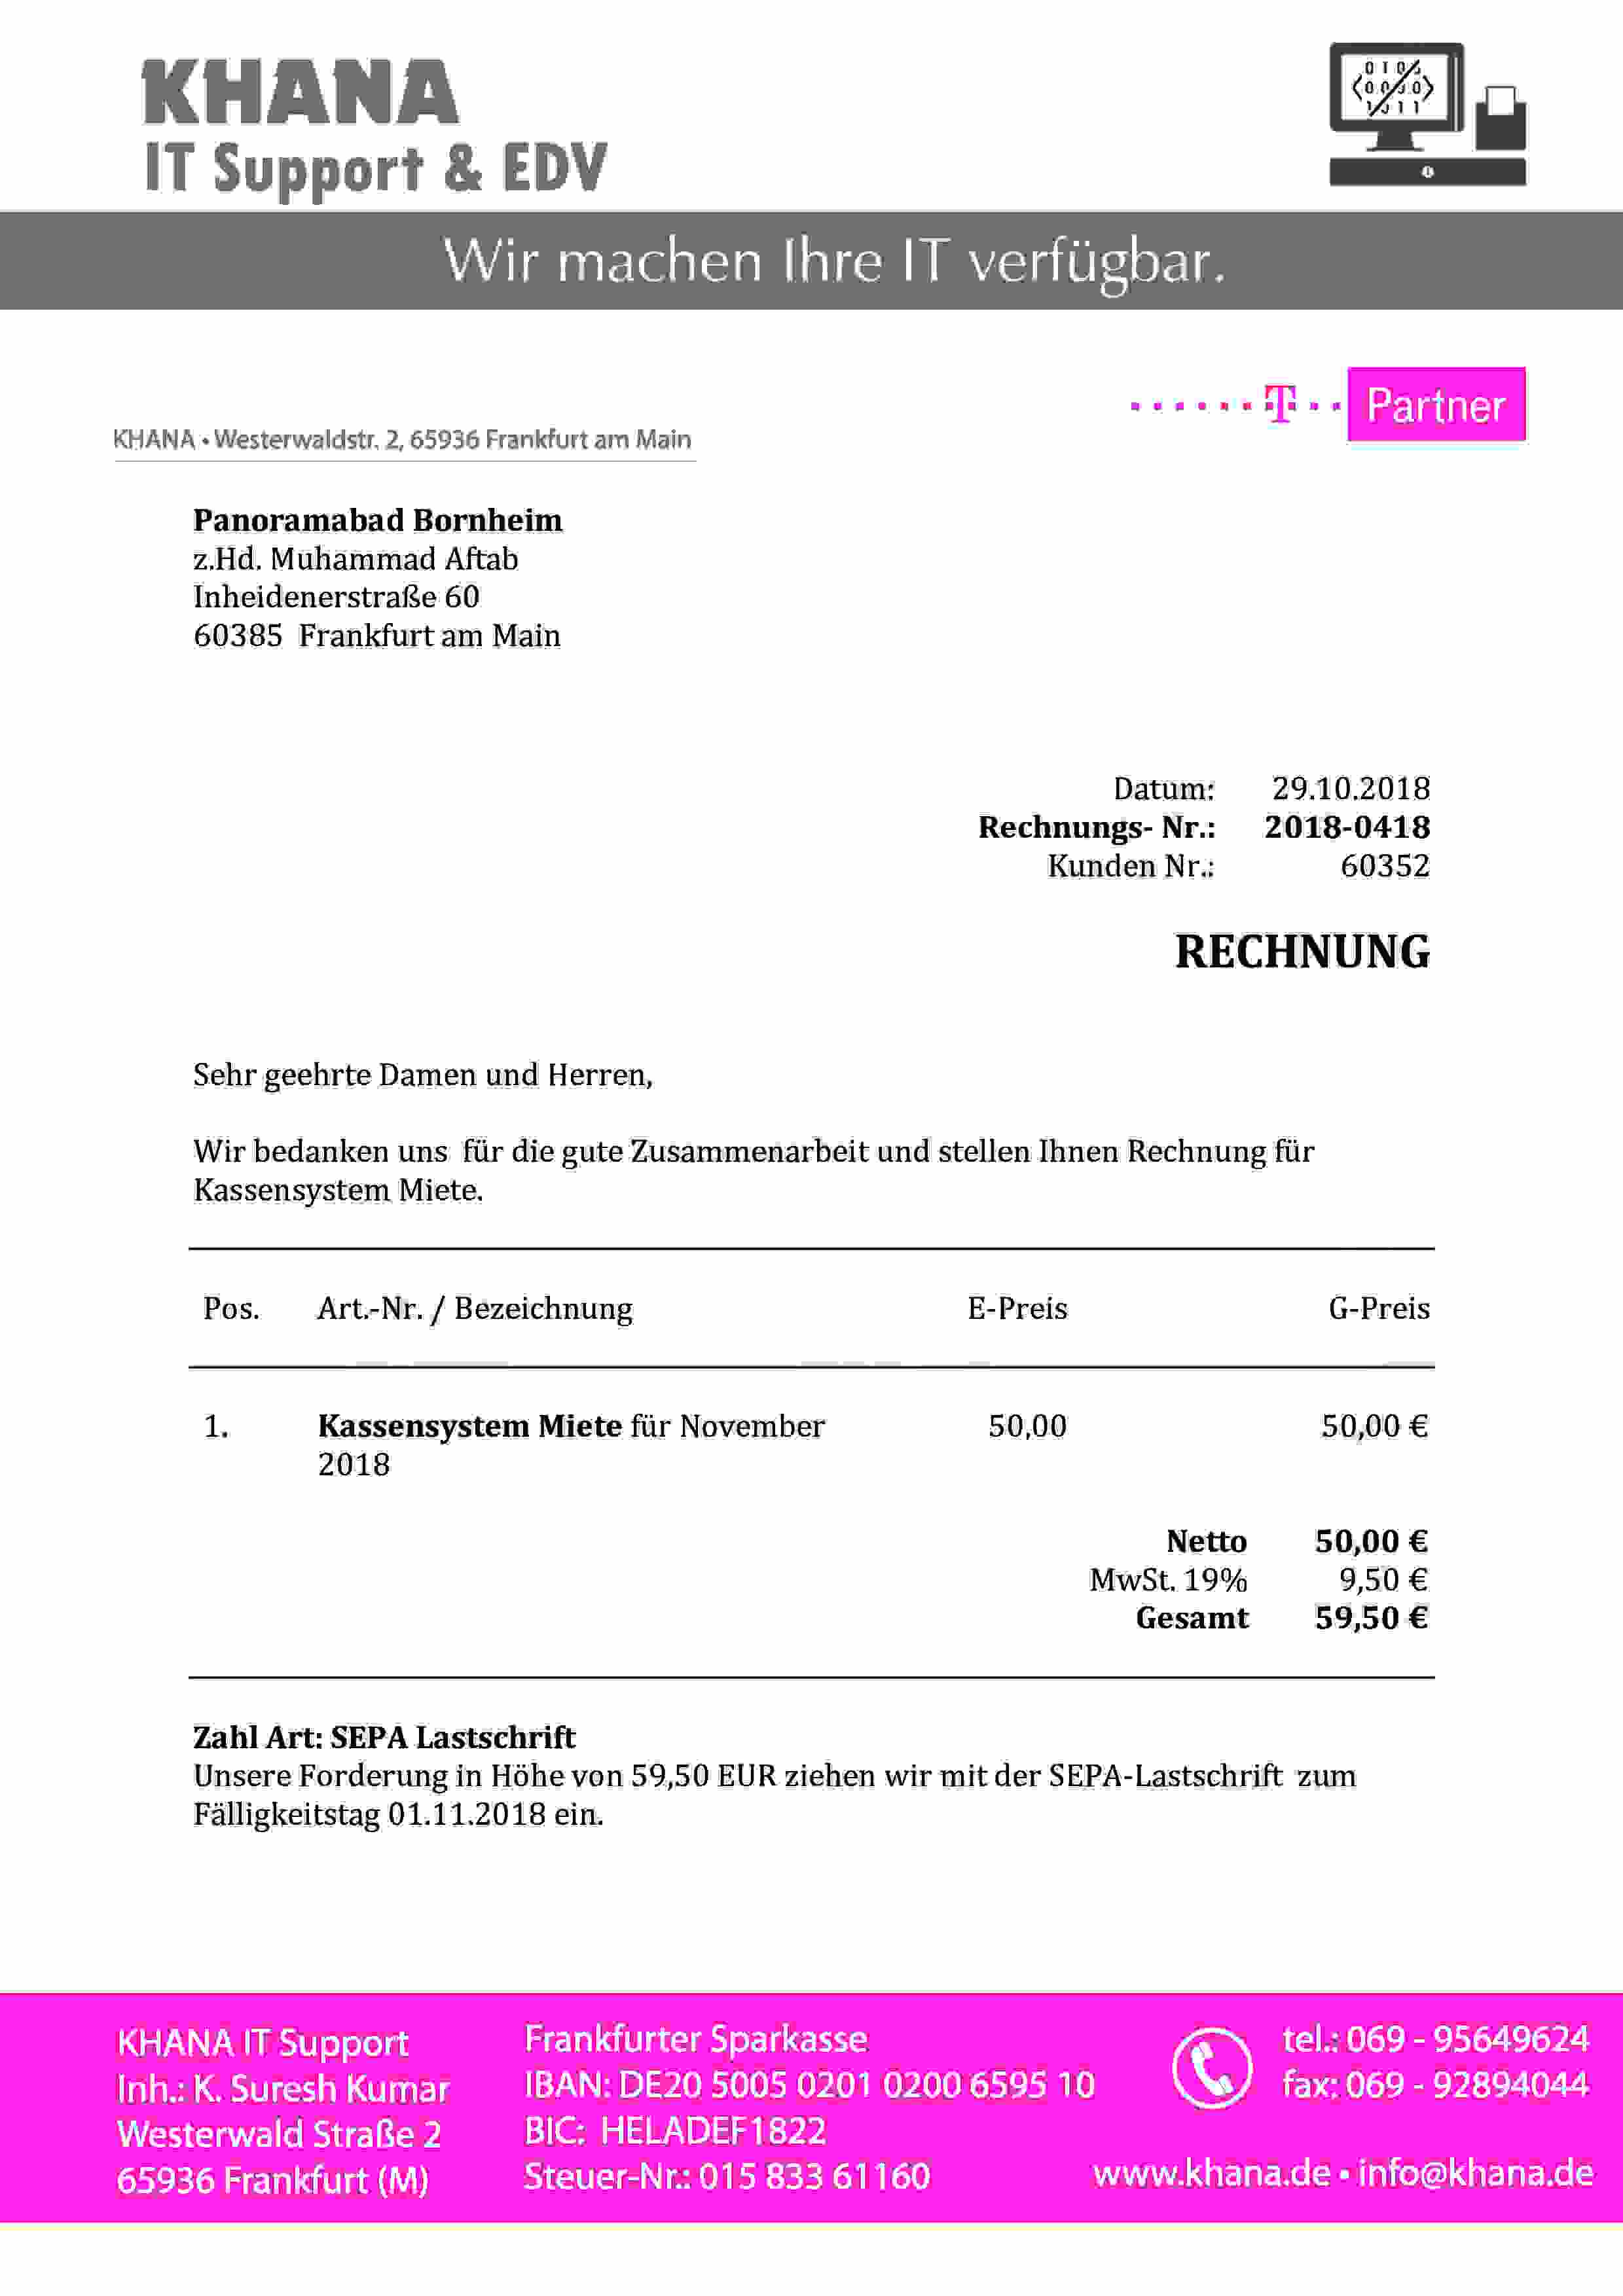 KHANA
IT Support & EDV
Wir machen Ihre IT verfügbar.
T Partner
KHANA • Westerwaldstr. 2, 65936 Frankfurt am Main
Panoramabad Bornheim
z.Hd. Muhammad Aftab
Inheidenerstraße 60
60385 Frankfurt am Main
Datum: 29.10.2018
Rechnungs- Nr.: 2018-0418
Kunden Nr.: 60352
RECHNUNG
Sehr geehrte Damen und Herren,
Wir bedanken uns für die gute Zusammenarbeit und stellen Ihnen Rechnung für
Kassensystem Miete.
Pos. Art.-Nr. / Bezeichnung E-Preis G-Preis
1. Kassensystem Miete für November 50,00 50,00 €
2018
Netto 50,00 €
MwSt. 19% 9,50 €
Gesamt 59,50 €
Zahl Art: SEPA Lastschrift
Unsere Forderung in Höhe von 59,50 EUR ziehen wir mit der SEPA-Lastschrift zum
Fälligkeitstag 01.11.2018 ein.
KHANA IT Support
Inh.: K. Suresh Kumar
Westerwald Straße 2
65936 Frankfurt (M)
Frankfurter Sparkasse
IBAN: DE20 5005 0201 0200 6595 10
BIC: HELADEF1822
Steuer-Nr.: 015 833 61160
tel.: 069 - 95649624
fax: 069 - 92894044
www.khana.de • info@khana.de